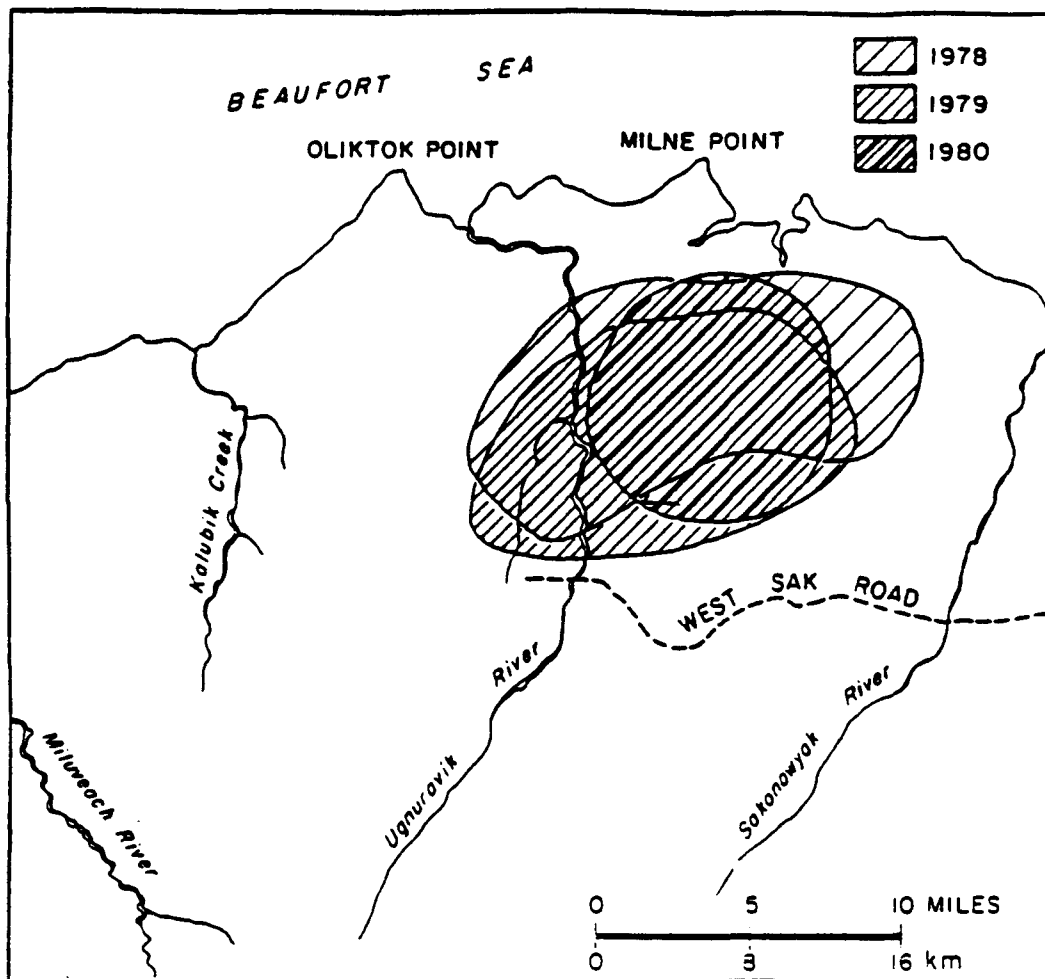 BEAUFORT SEA
1978
1979
1980
OLIKTOK POINT
MILNE POINT
Kalubik Creek
WEST SAK ROAD
Ugnuravik River
Sakonowyak River
Miluveach River
0 5 10 MILES
0 8 16 km